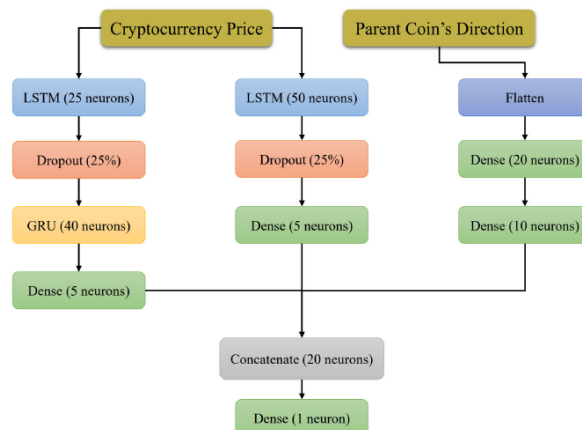 Cryptocurrency Price
Parent Coin's Direction
LSTM (25 neurons)
LSTM (50 neurons)
Flatten
Dropout (25%)
Dropout (25%)
Dense (20 neurons)
GRU (40 neurons)
Dense (5 neurons)
Dense (10 neurons)
Dense (5 neurons)
Concatenate (20 neurons)
Dense (1 neuron)